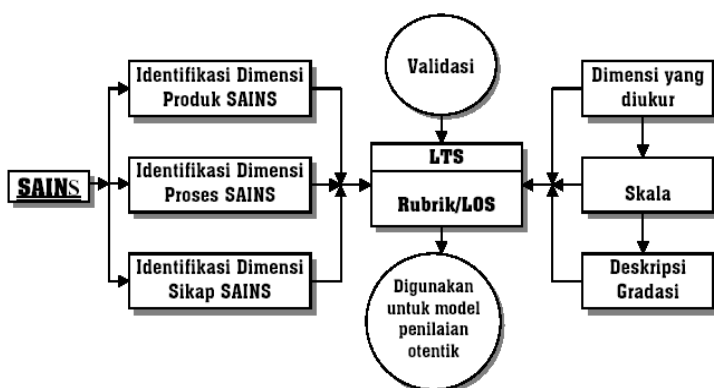 SAINS
Identifikasi Dimensi
Produk SAINS
Identifikasi Dimensi
Proses SAINS
Identifikasi Dimensi
Sikap SAINS
Validasi
LTS
Rubrik/LOS
Digunakan
untuk model
penilaian
otentik
Dimensi yang
diukur
Skala
Deskripsi
Gradasi